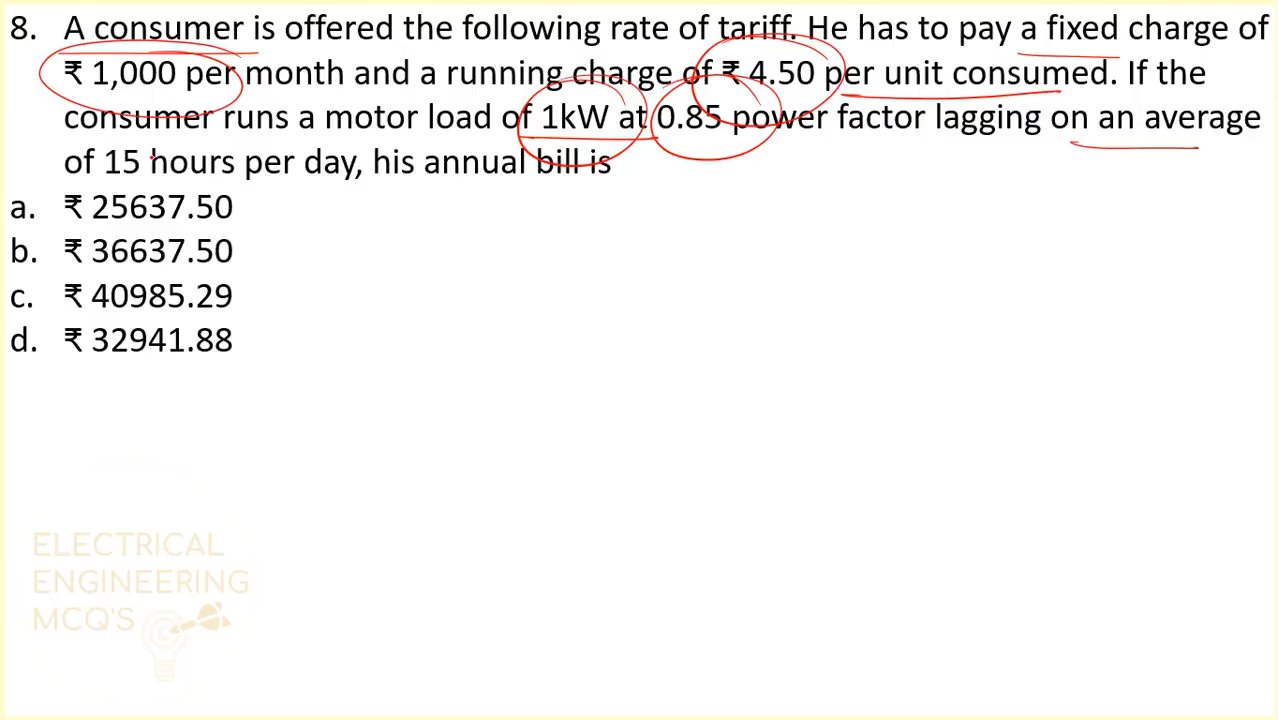 8. A consumer is offered the following rate of tariff. He has to pay a fixed charge of
₹ 1,000 per month and a running charge of ₹ 4.50 per unit consumed. If the
consumer runs a motor load of 1kW at 0.85 power factor lagging on an average
of 15 hours per day, his annual bill is
a. ₹ 25637.50
b. ₹ 36637.50
c. ₹ 40985.29
d. ₹ 32941.88
ELECTRICAL
ENGINEERING
MCQ'S